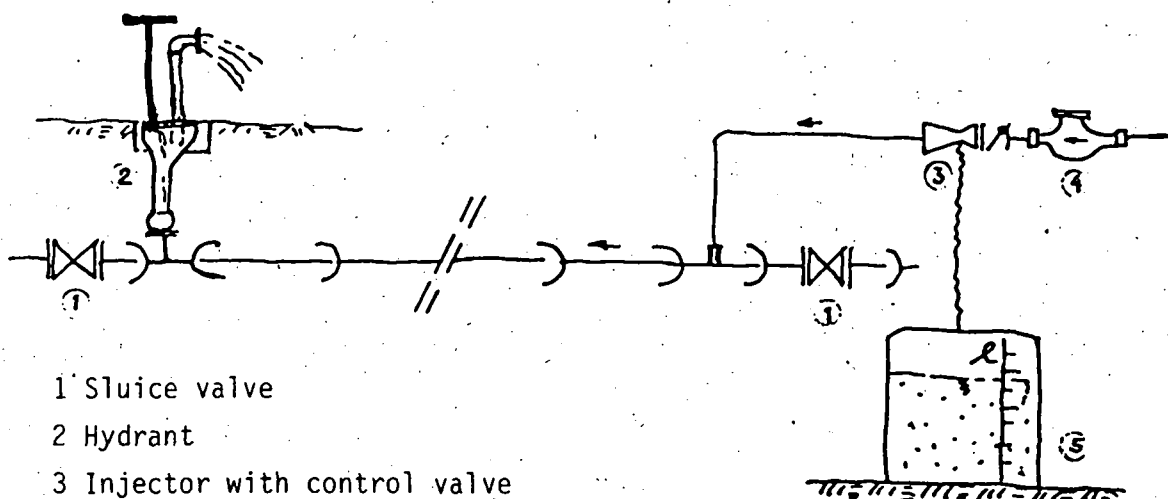 2
3
4
1
1
l
5
1 Sluice valve
2 Hydrant
3 Injector with control valve